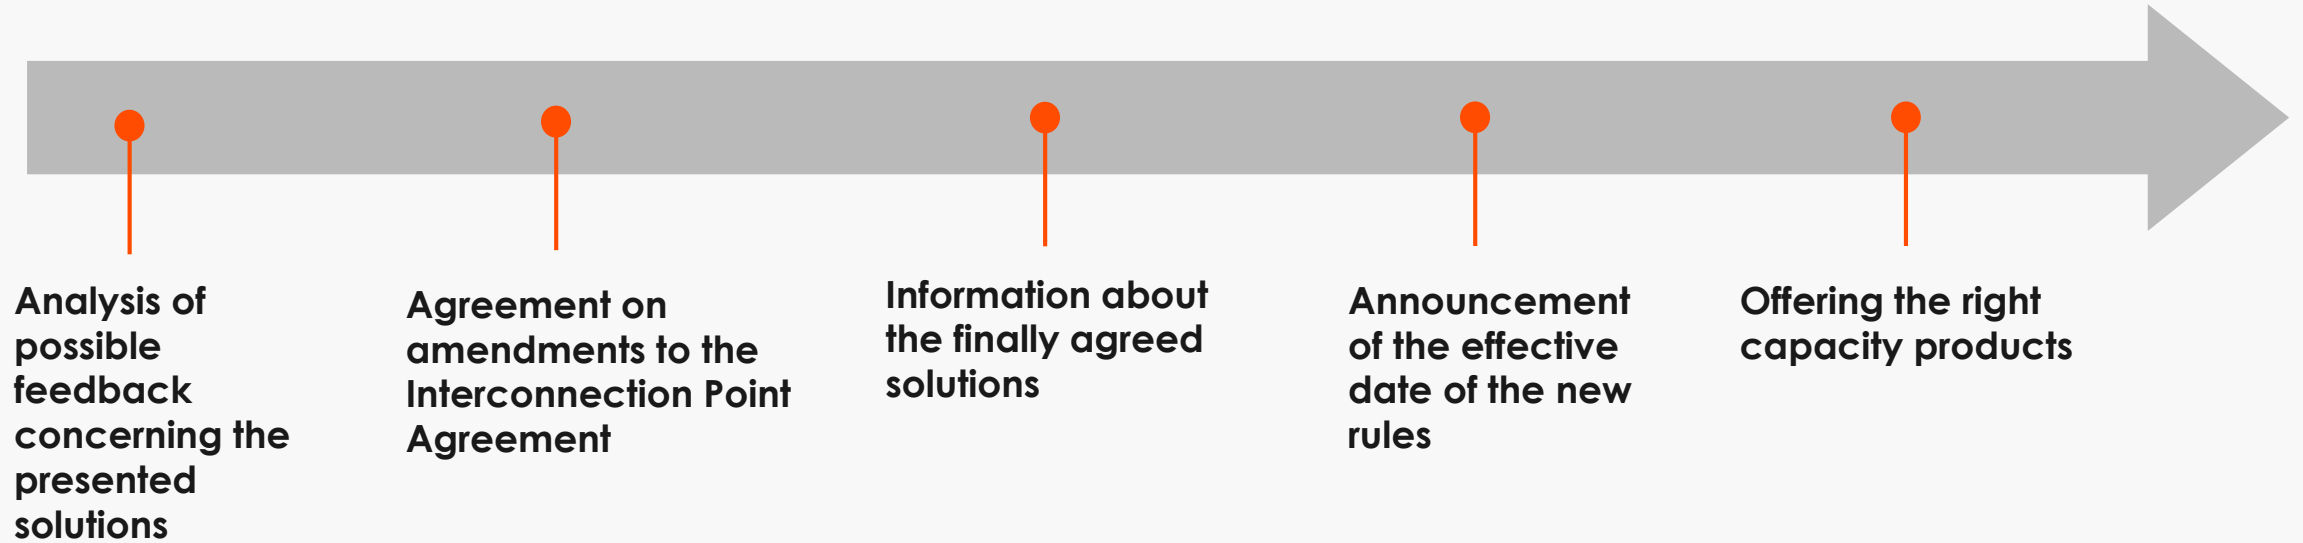 Analysis of
possible
feedback
concerning the
presented
solutions
Agreement on
amendments to the
Interconnection Point
Agreement
Information about
the finally agreed
solutions
Announcement
of the effective
date of the new
rules
Offering the right
capacity products